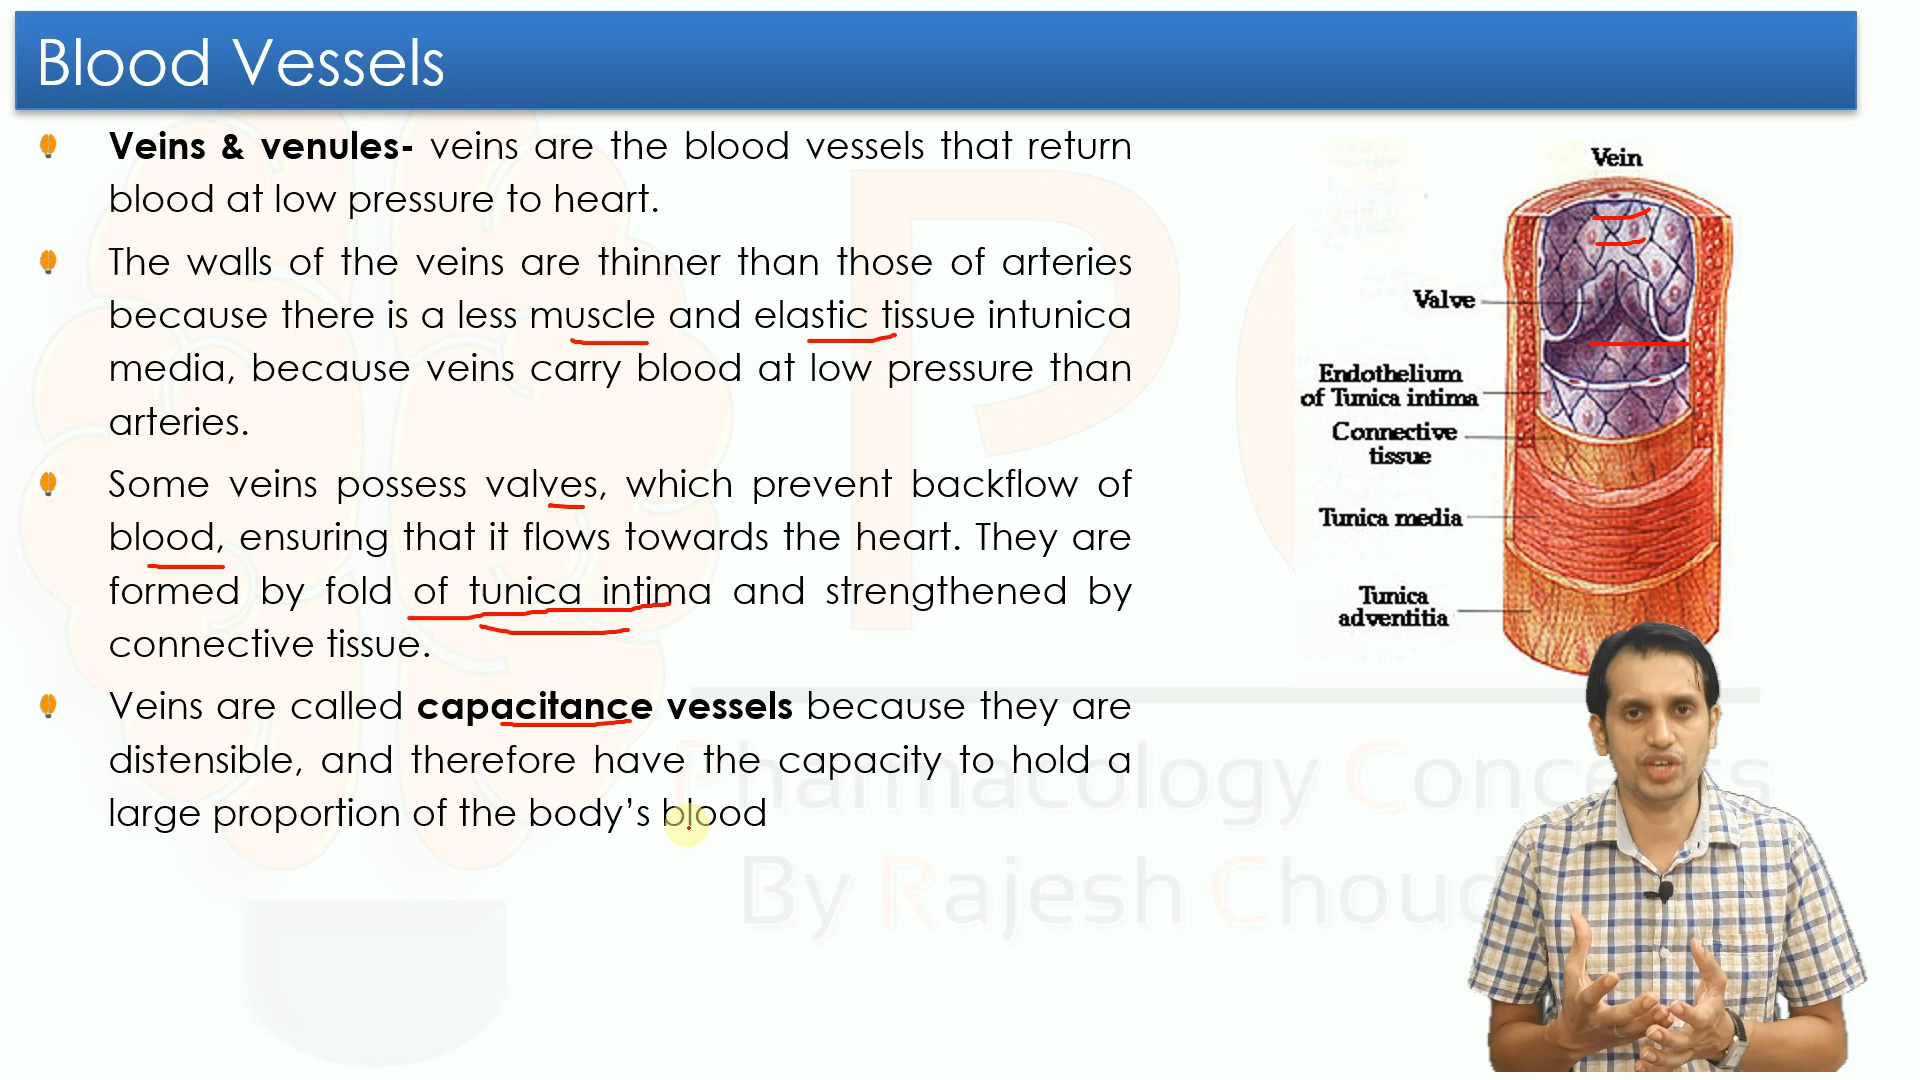 Blood Vessels
Veins & venules- veins are the blood vessels that return
blood at low pressure to heart.
The walls of the veins are thinner than those of arteries
because there is a less muscle and elastic tissue intunica
media, because veins carry blood at low pressure than
arteries.
Some veins possess valves, which prevent backflow of
blood, ensuring that it flows towards the heart. They are
formed by fold of tunica intima and strengthened by
connective tissue.
Veins are called capacitance vessels because they are
distensible, and therefore have the capacity to hold a
large proportion of the body’s blood
Vein
Valve
Endothelium
of Tunica intima
Connective
tissue
Tunica media
Tunica
adventitia
Pharmacology
By Rajesh